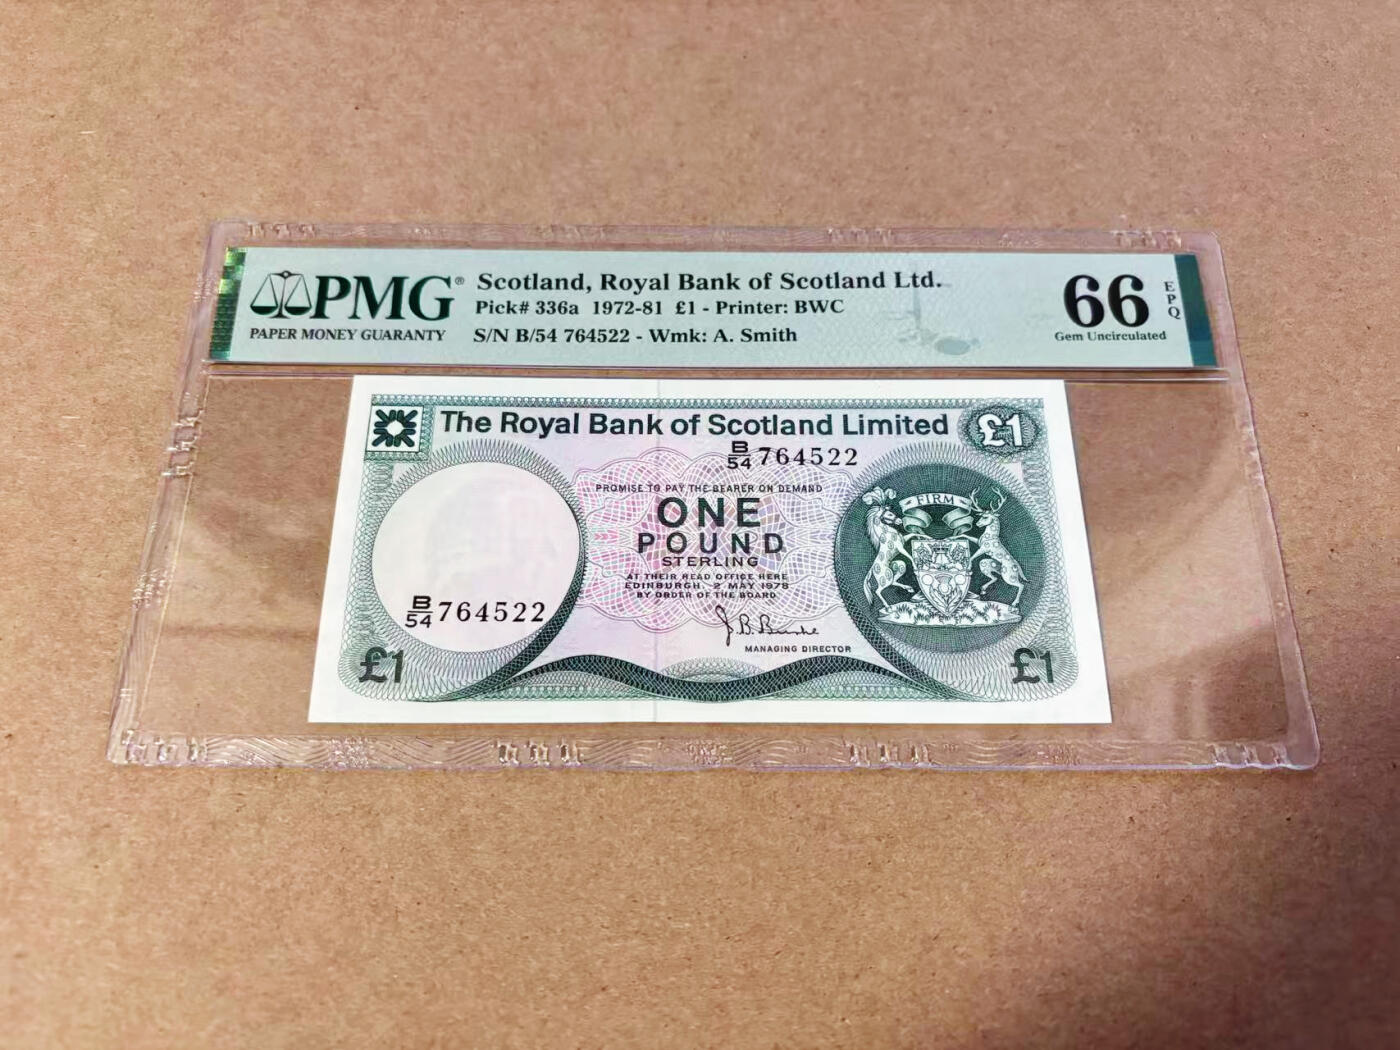 PMG®
PAPER MONEY GUARANTY
Scotland, Royal Bank of Scotland Ltd.
Pick# 336a 1972-81 £1 - Printer: BWC
S/N B/54 764522 - Wmk: A. Smith
66 EPQ
Gem Uncirculated
The Royal Bank of Scotland Limited
£1
B/54 764522
PROMISE TO PAY THE BEARER ON DEMAND
ONE
POUND
STERLING
AT THEIR HEAD OFFICE HERE
EDINBURGH, 2 MAY 1978
BY ORDER OF THE BOARD
J.B. Burke
MANAGING DIRECTOR
FIRM
B/54 764522
£1
£1